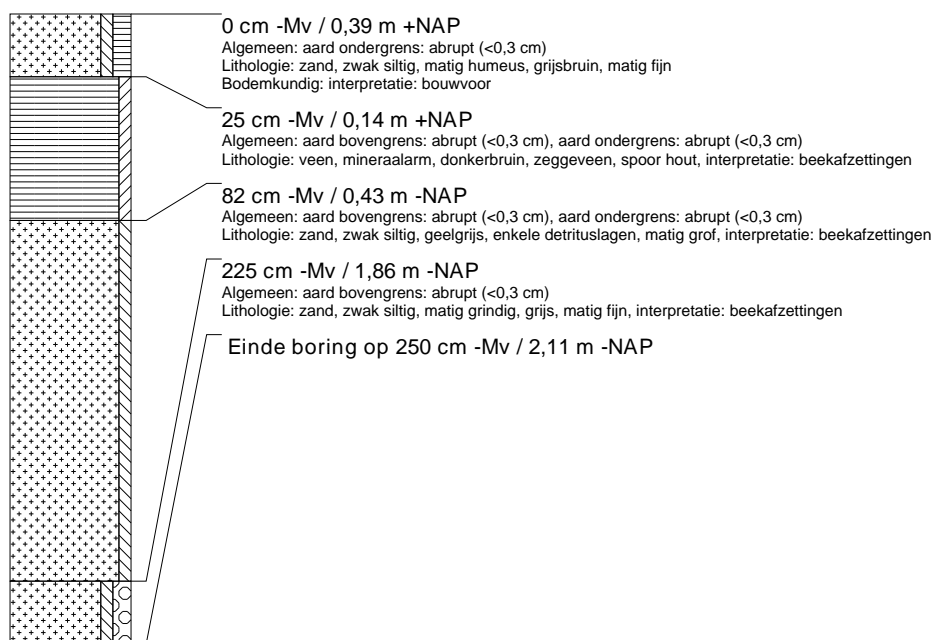 0 cm -Mv / 0,39 m +NAP
Algemeen: aard ondergrens: abrupt (<0,3 cm)
Lithologie: zand, zwak siltig, matig humeus, grijsbruin, matig fijn
Bodemkundig: interpretatie: bouwvoor
25 cm -Mv / 0,14 m +NAP
Algemeen: aard bovengrens: abrupt (<0,3 cm), aard ondergrens: abrupt (<0,3 cm)
Lithologie: veen, mineraalarm, donkerbruin, zeggeveen, spoor hout, interpretatie: beekafzettingen
82 cm -Mv / 0,43 m -NAP
Algemeen: aard bovengrens: abrupt (<0,3 cm), aard ondergrens: abrupt (<0,3 cm)
Lithologie: zand, zwak siltig, geelgrijs, enkele detrituslagen, matig grof, interpretatie: beekafzettingen
225 cm -Mv / 1,86 m -NAP
Algemeen: aard bovengrens: abrupt (<0,3 cm)
Lithologie: zand, zwak siltig, matig grindig, grijs, matig fijn, interpretatie: beekafzettingen
Einde boring op 250 cm -Mv / 2,11 m -NAP